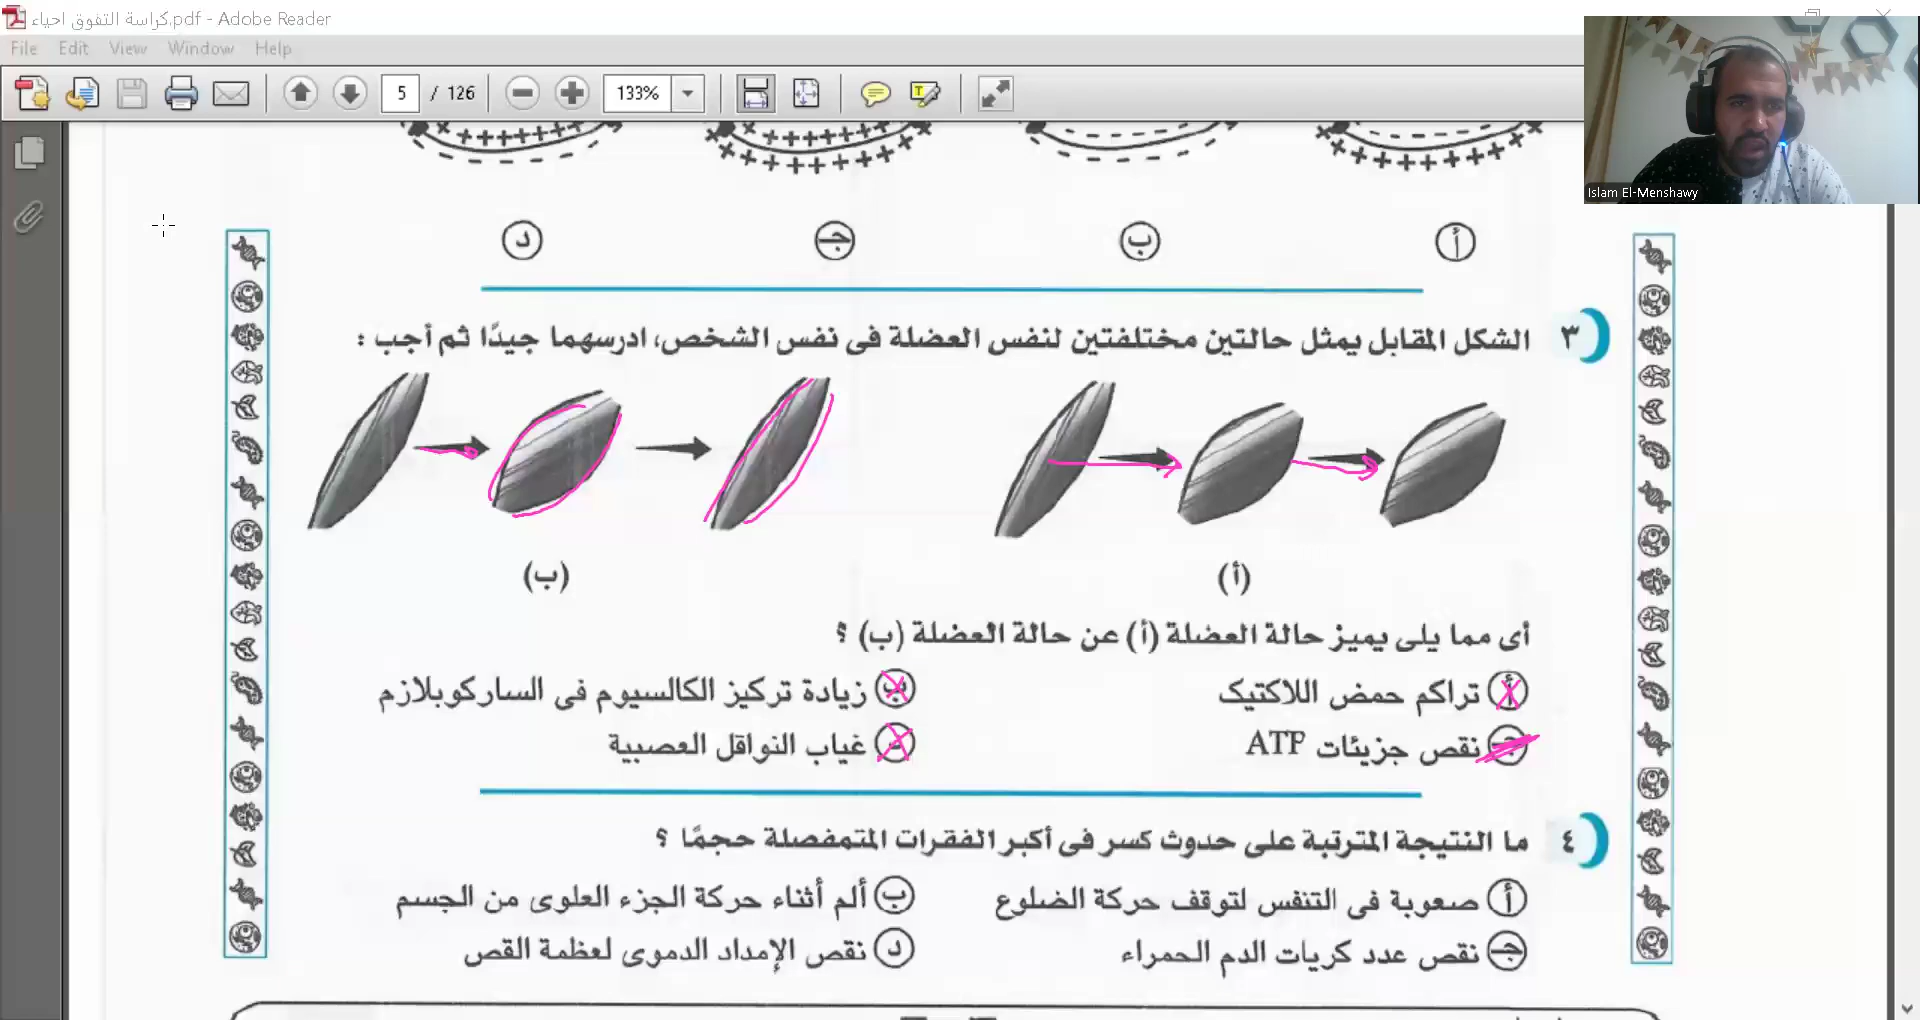 كراسة التفوق احياء.pdf - Adobe Reader
File Edit View Window Help
5 / 126 133%
Islam El-Menshawy
أ ب جـ د
٣ الشكل المقابل يمثل حالتين مختلفتين لنفس العضلة فى نفس الشخص، ادرسهما جيدًا ثم أجب :
(أ) (ب)
أى مما يلى يميز حالة العضلة (أ) عن حالة العضلة (ب) ؟
أ تراكم حمض اللاكتيك ب زيادة تركيز الكالسيوم فى الساركوبلازم
نقص جزيئات ATP غياب النواقل العصبية
٤ ما النتيجة المترتبة على حدوث كسر فى أكبر الفقرات المتمفصلة حجمًا ؟
أ صعوبة فى التنفس لتوقف حركة الضلوع ب ألم أثناء حركة الجزء العلوى من الجسم
جـ نقص عدد كريات الدم الحمراء د نقص الإمداد الدموى لعظمة القص